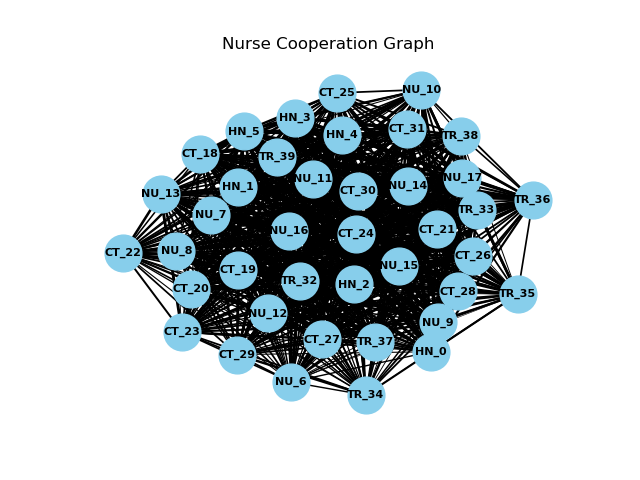 Nurse Cooperation Graph
NU_10
CT_25
HN_3
CT_31
HN_5
HN_4
TR_38
CT_18
TR_39
NU_11
NU_17
HN_1
NU_14
CT_30
NU_13
TR_36
TR_33
NU_7
CT_21
NU_16
CT_24
NU_8
CT_22
CT_26
NU_15
CT_19
TR_32
HN_2
CT_20
CT_28
TR_35
NU_12
NU_9
CT_23
CT_27
TR_37
HN_0
CT_29
NU_6
TR_34